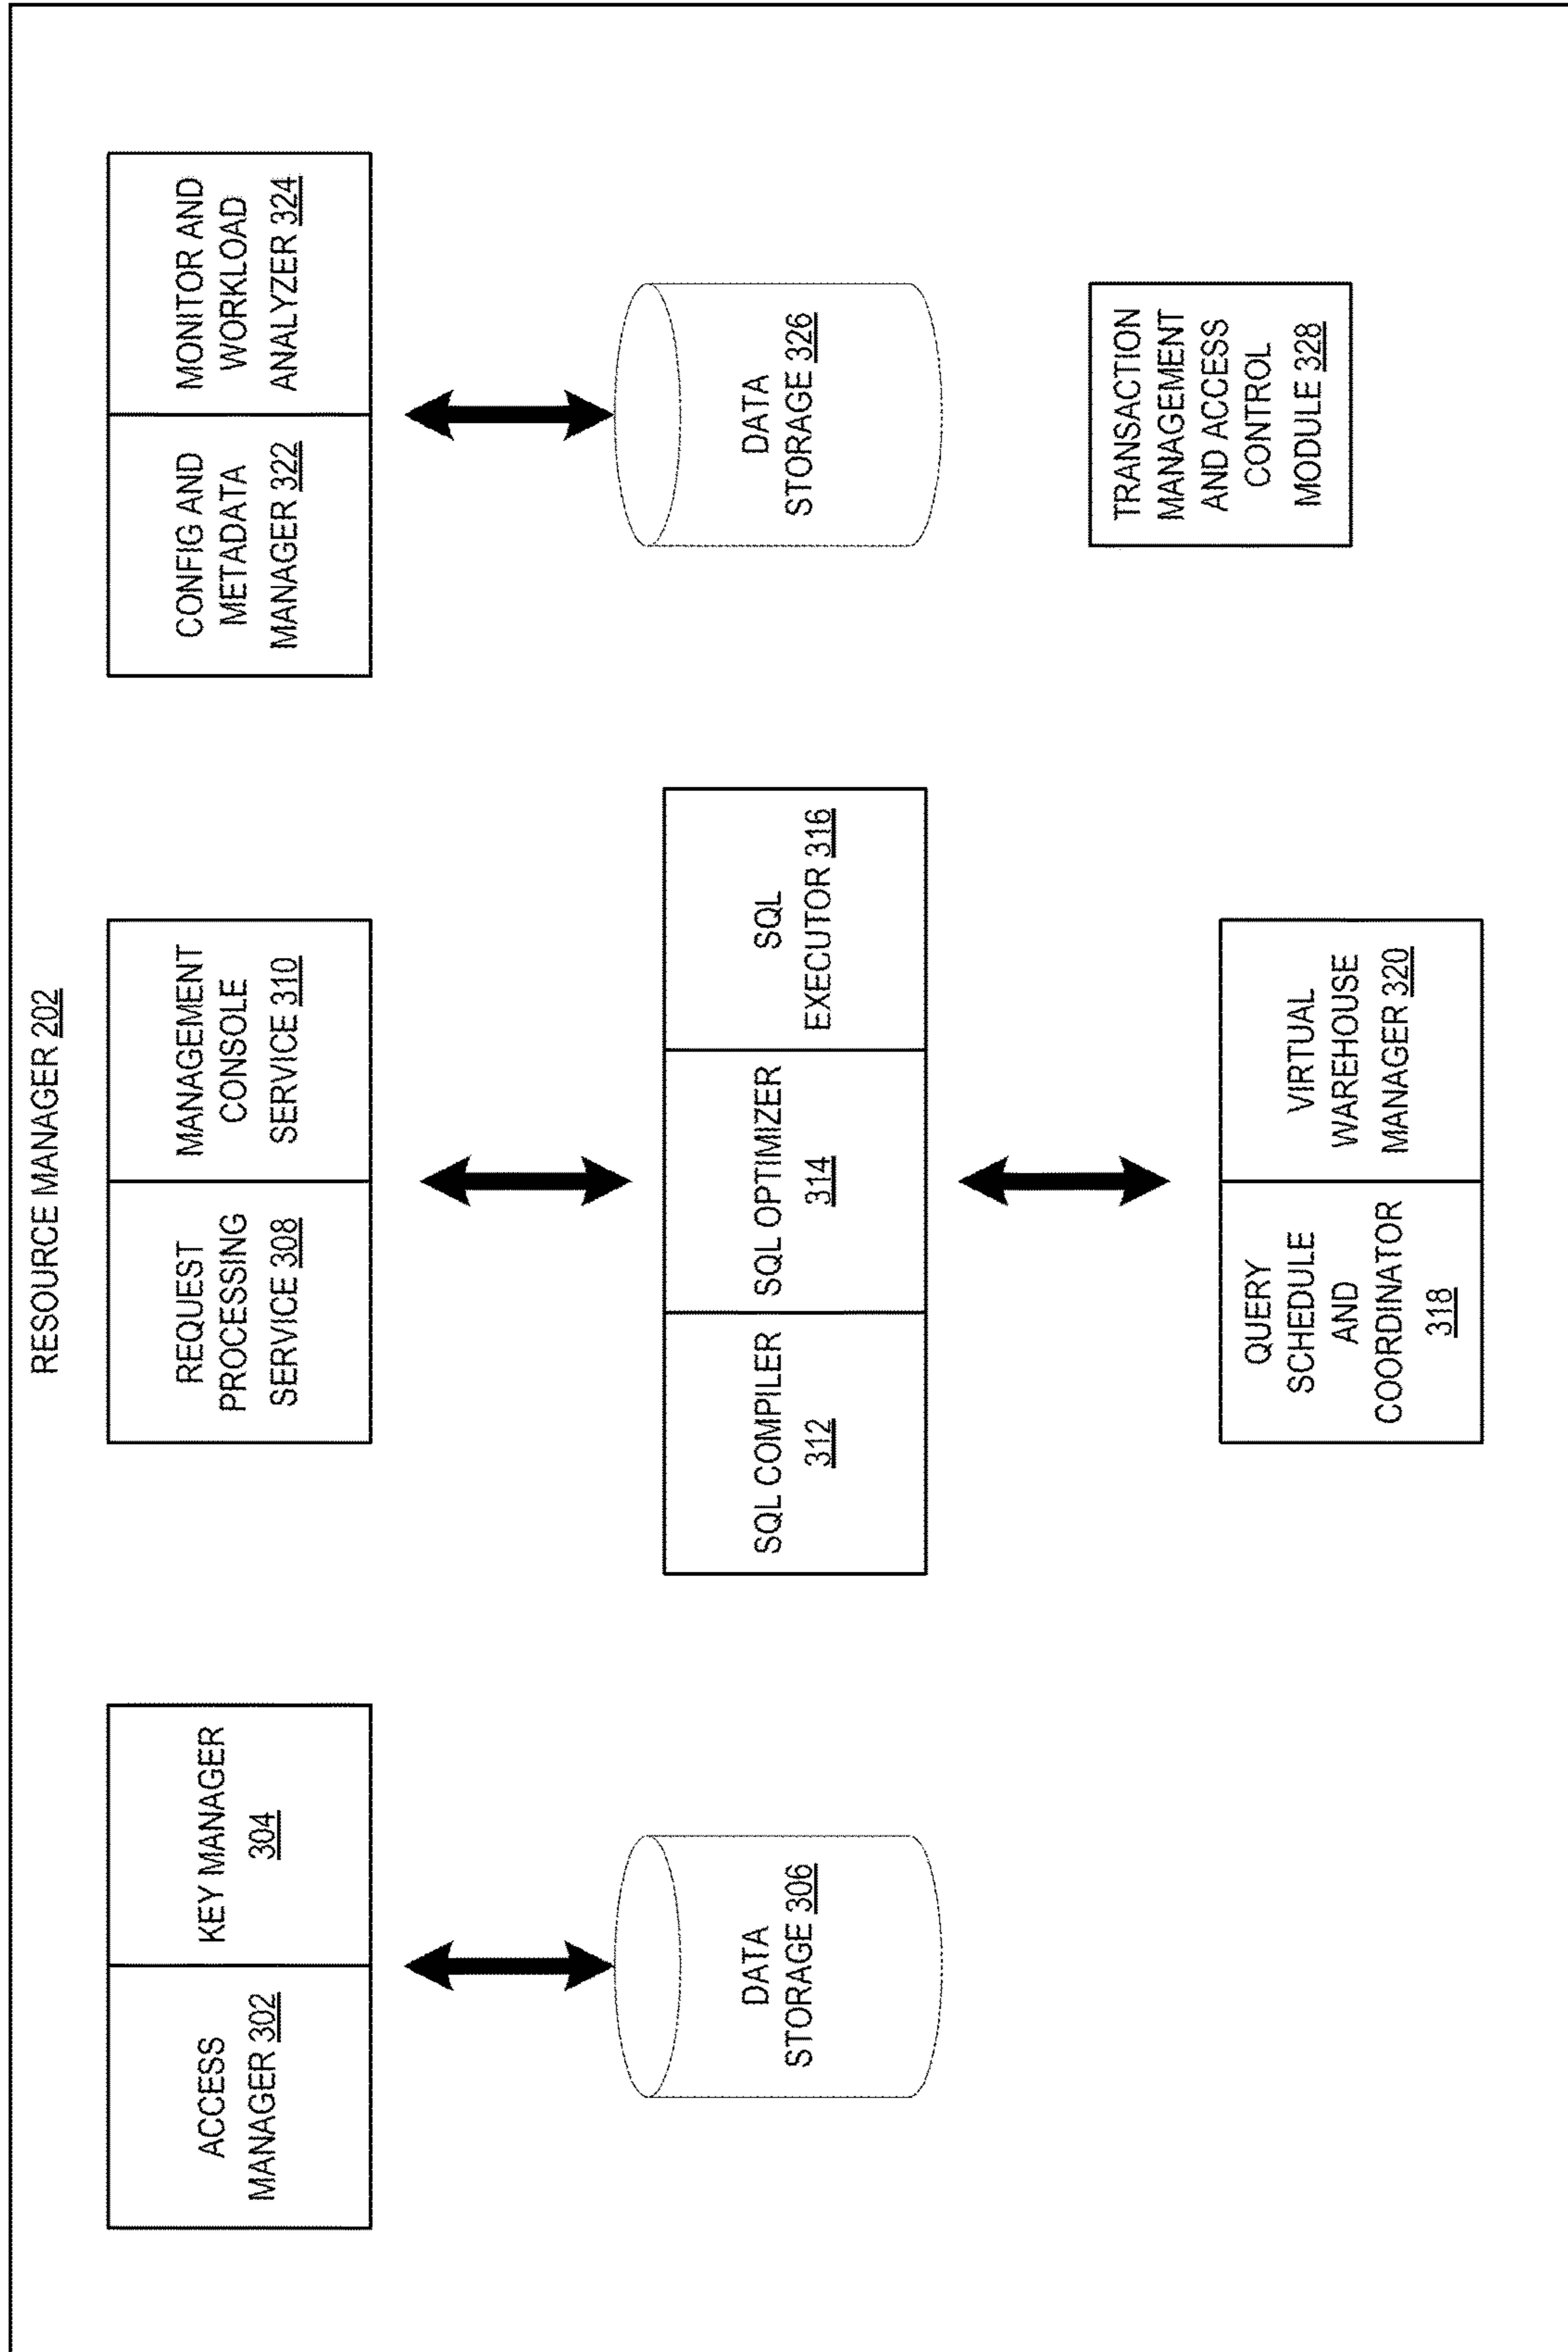 RESOURCE MANAGER 202
ACCESS
MANAGER 302
KEY MANAGER
304
DATA
STORAGE 306
REQUEST
PROCESSING
SERVICE 308
MANAGEMENT
CONSOLE
SERVICE 310
SQL COMPILER
312
SQL OPTIMIZER
314
SQL
EXECUTOR 316
QUERY
SCHEDULE
AND
COORDINATOR
318
VIRTUAL
WAREHOUSE
MANAGER 320
CONFIG AND
METADATA
MANAGER 322
MONITOR AND
WORKLOAD
ANALYZER 324
DATA
STORAGE 326
TRANSACTION
MANAGEMENT
AND ACCESS
CONTROL
MODULE 328